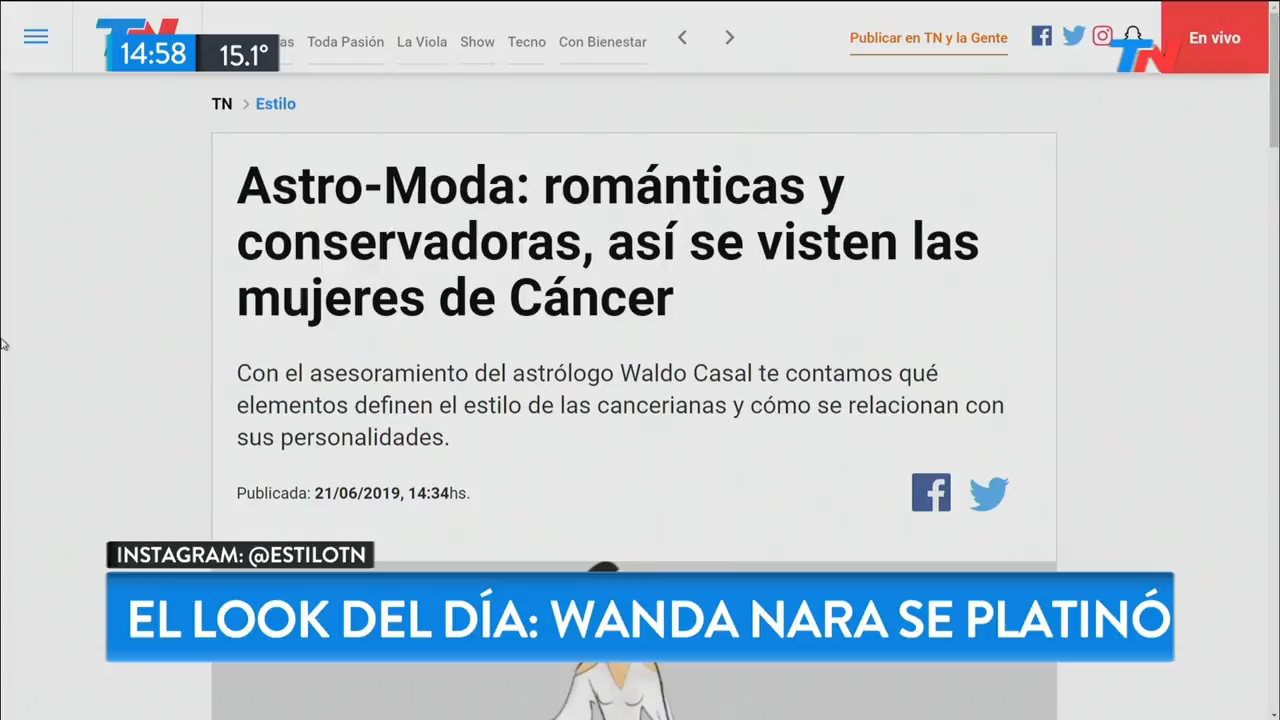 TN
14:58
15.1°
as Toda Pasión La Viola Show Tecno Con Bienestar
Publicar en TN y la Gente
TN
En vivo
TN > Estilo
Astro-Moda: románticas y
conservadoras, así se visten las
mujeres de Cáncer
Con el asesoramiento del astrólogo Waldo Casal te contamos qué
elementos definen el estilo de las cancerianas y cómo se relacionan con
sus personalidades.
Publicada: 21/06/2019, 14:34hs.
INSTAGRAM: @ESTILOTN
EL LOOK DEL DÍA: WANDA NARA SE PLATINÓ